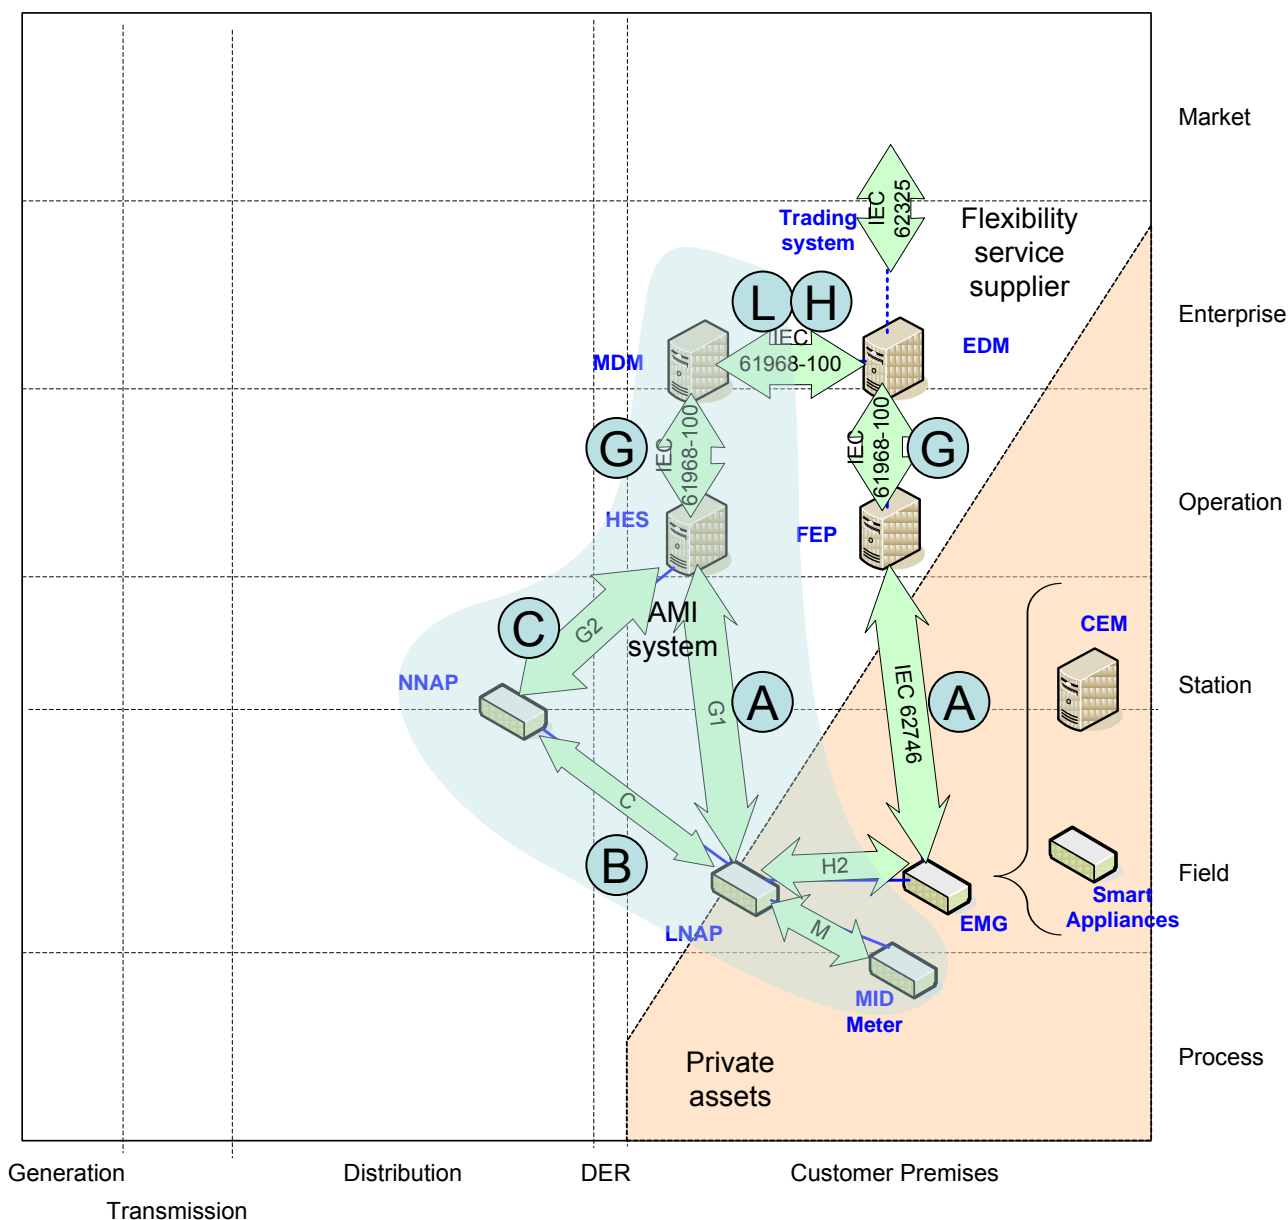 Market
IEC
62325
Trading
system
Flexibility
service
supplier
Enterprise
L
H
IEC
61968-100
MDM
EDM
G
IEC
61968-100
IEC
61968-100
G
Operation
HES
FEP
C
G2
AMI
system
CEM
NNAP
A
G1
IEC 62746
A
Station
C
B
H2
Field
LNAP
M
EMG
Smart
Appliances
MID
Meter
Private
assets
Process
Generation
Distribution
DER
Customer Premises
Transmission